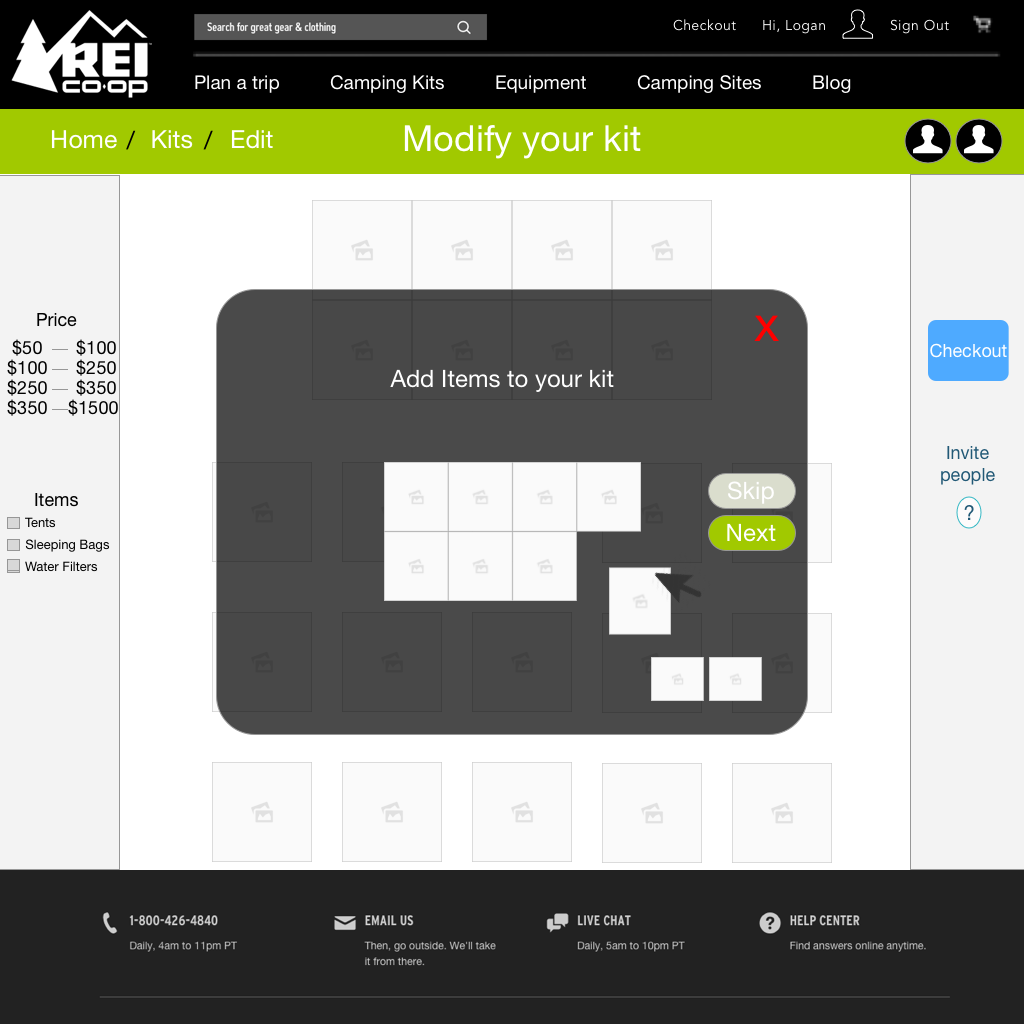 REI
co·op
Search for great gear & clothing
Checkout Hi, Logan Sign Out
Plan a trip Camping Kits Equipment Camping Sites Blog
Home / Kits / Edit
Modify your kit
Price
$50 — $100
$100 — $250
$250 — $350
$350 —$1500
Items
Tents
Sleeping Bags
Water Filters
X
Add Items to your kit
Skip
Next
Checkout
Invite
people
?
1-800-426-4840
Daily, 4am to 11pm PT
EMAIL US
Then, go outside. We'll take
it from there.
LIVE CHAT
Daily, 5am to 10pm PT
?
HELP CENTER
Find answers online anytime.